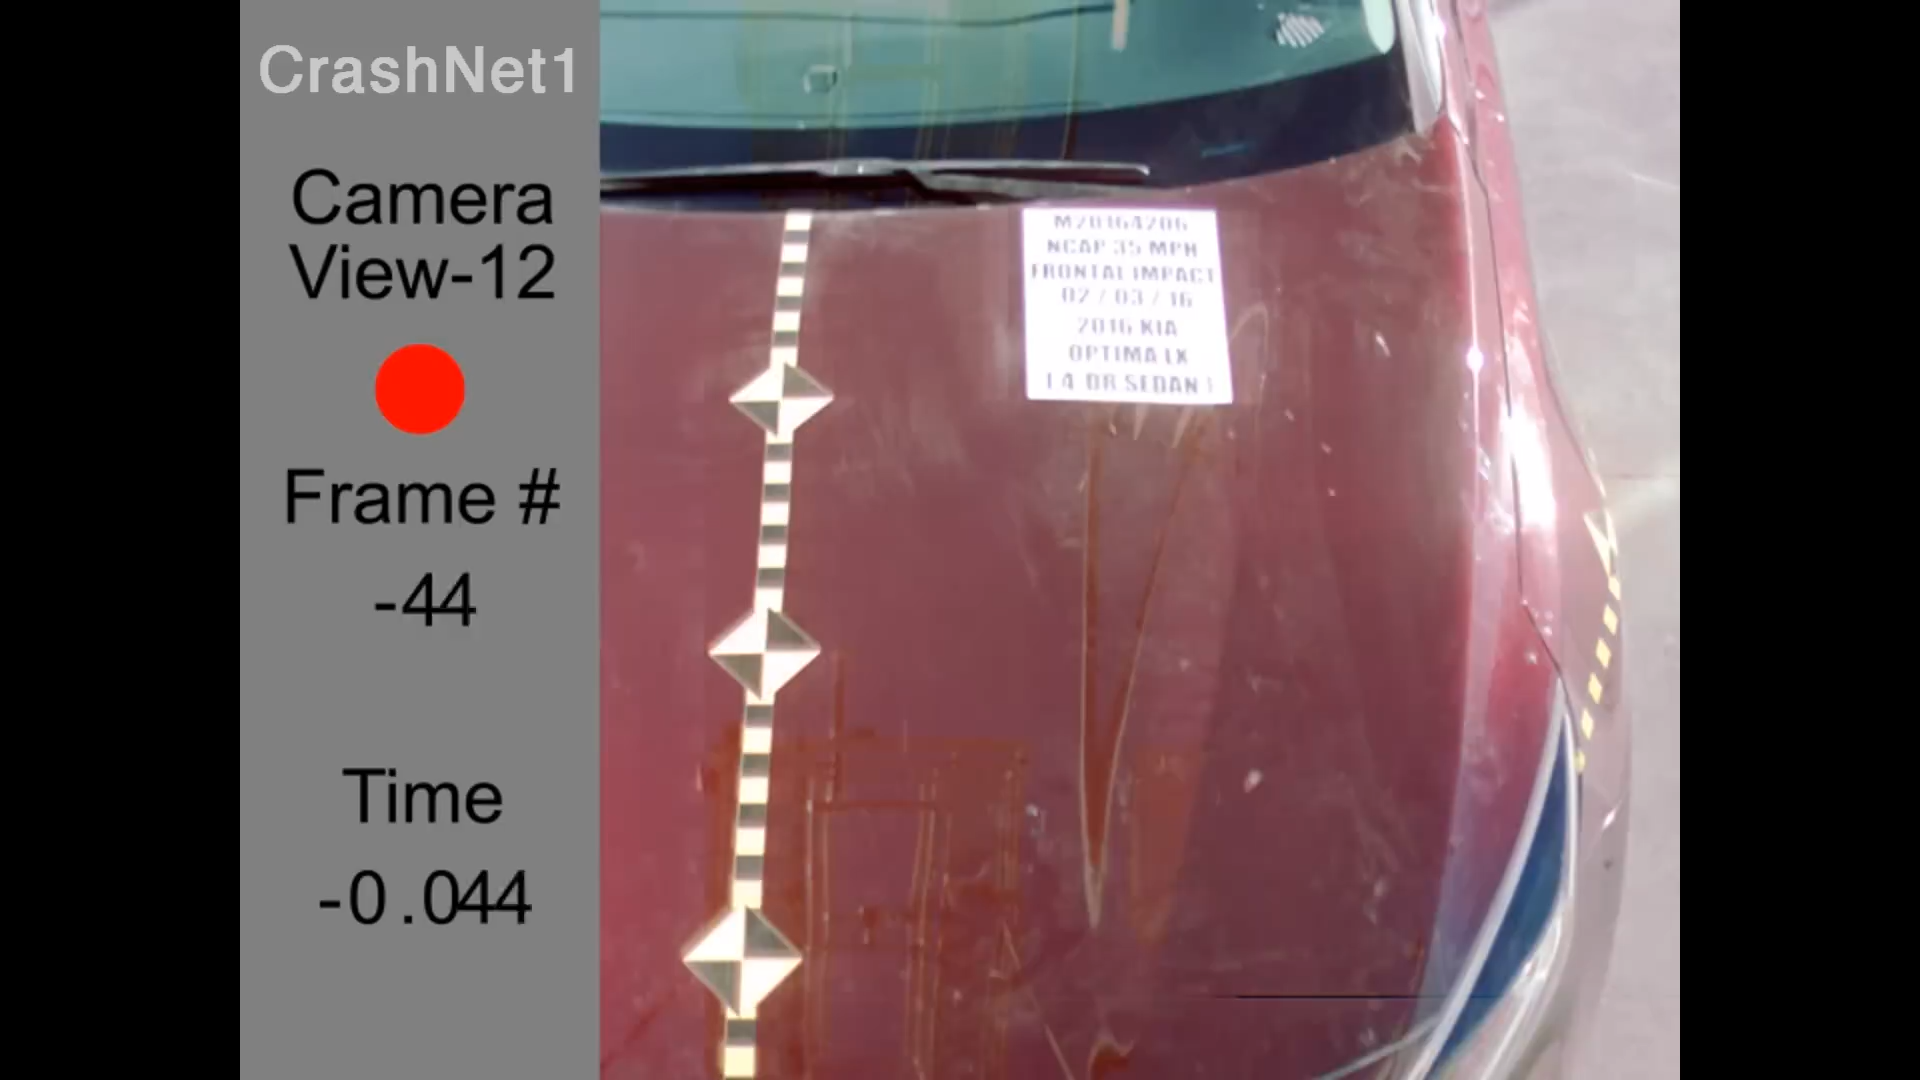 CrashNet1
Camera
View-12
Frame #
-44
Time
-0.044
M20164206
NCAP 35 MPH
FRONTAL IMPACT
02 / 03 / 16
2016 KIA
OPTIMA LX
( 4 DR SEDAN )